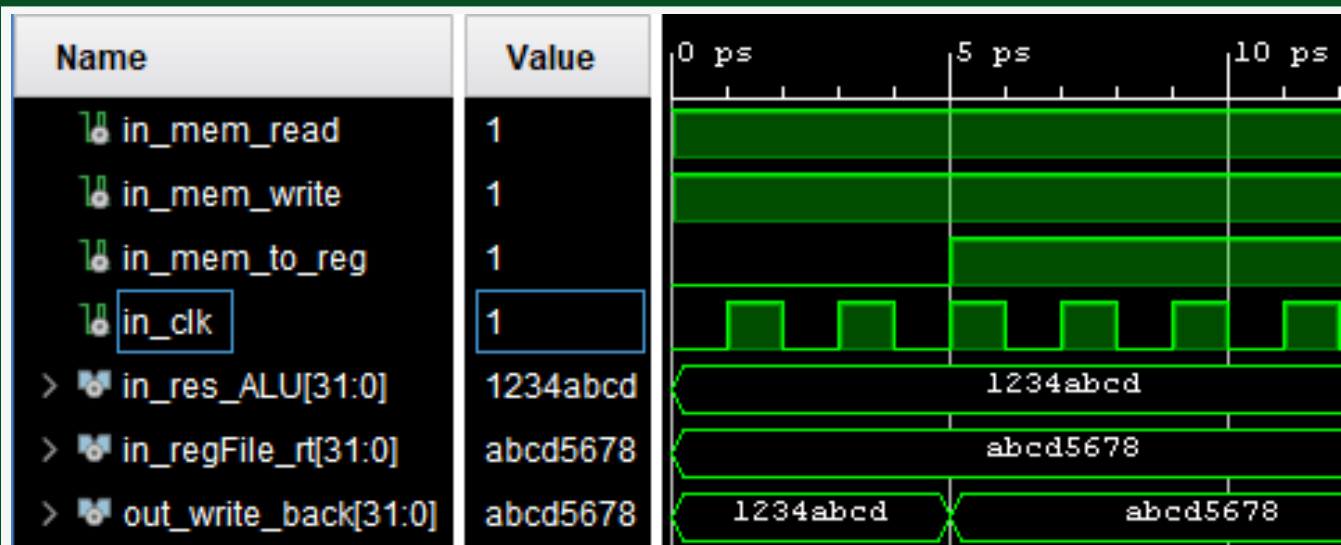 Name Value 0 ps 5 ps 10 ps
in_mem_read 1
in_mem_write 1
in_mem_to_reg 1
in_clk 1
in_res_ALU[31:0] 1234abcd 1234abcd
in_regFile_rt[31:0] abcd5678 abcd5678
out_write_back[31:0] abcd5678 1234abcd abcd5678